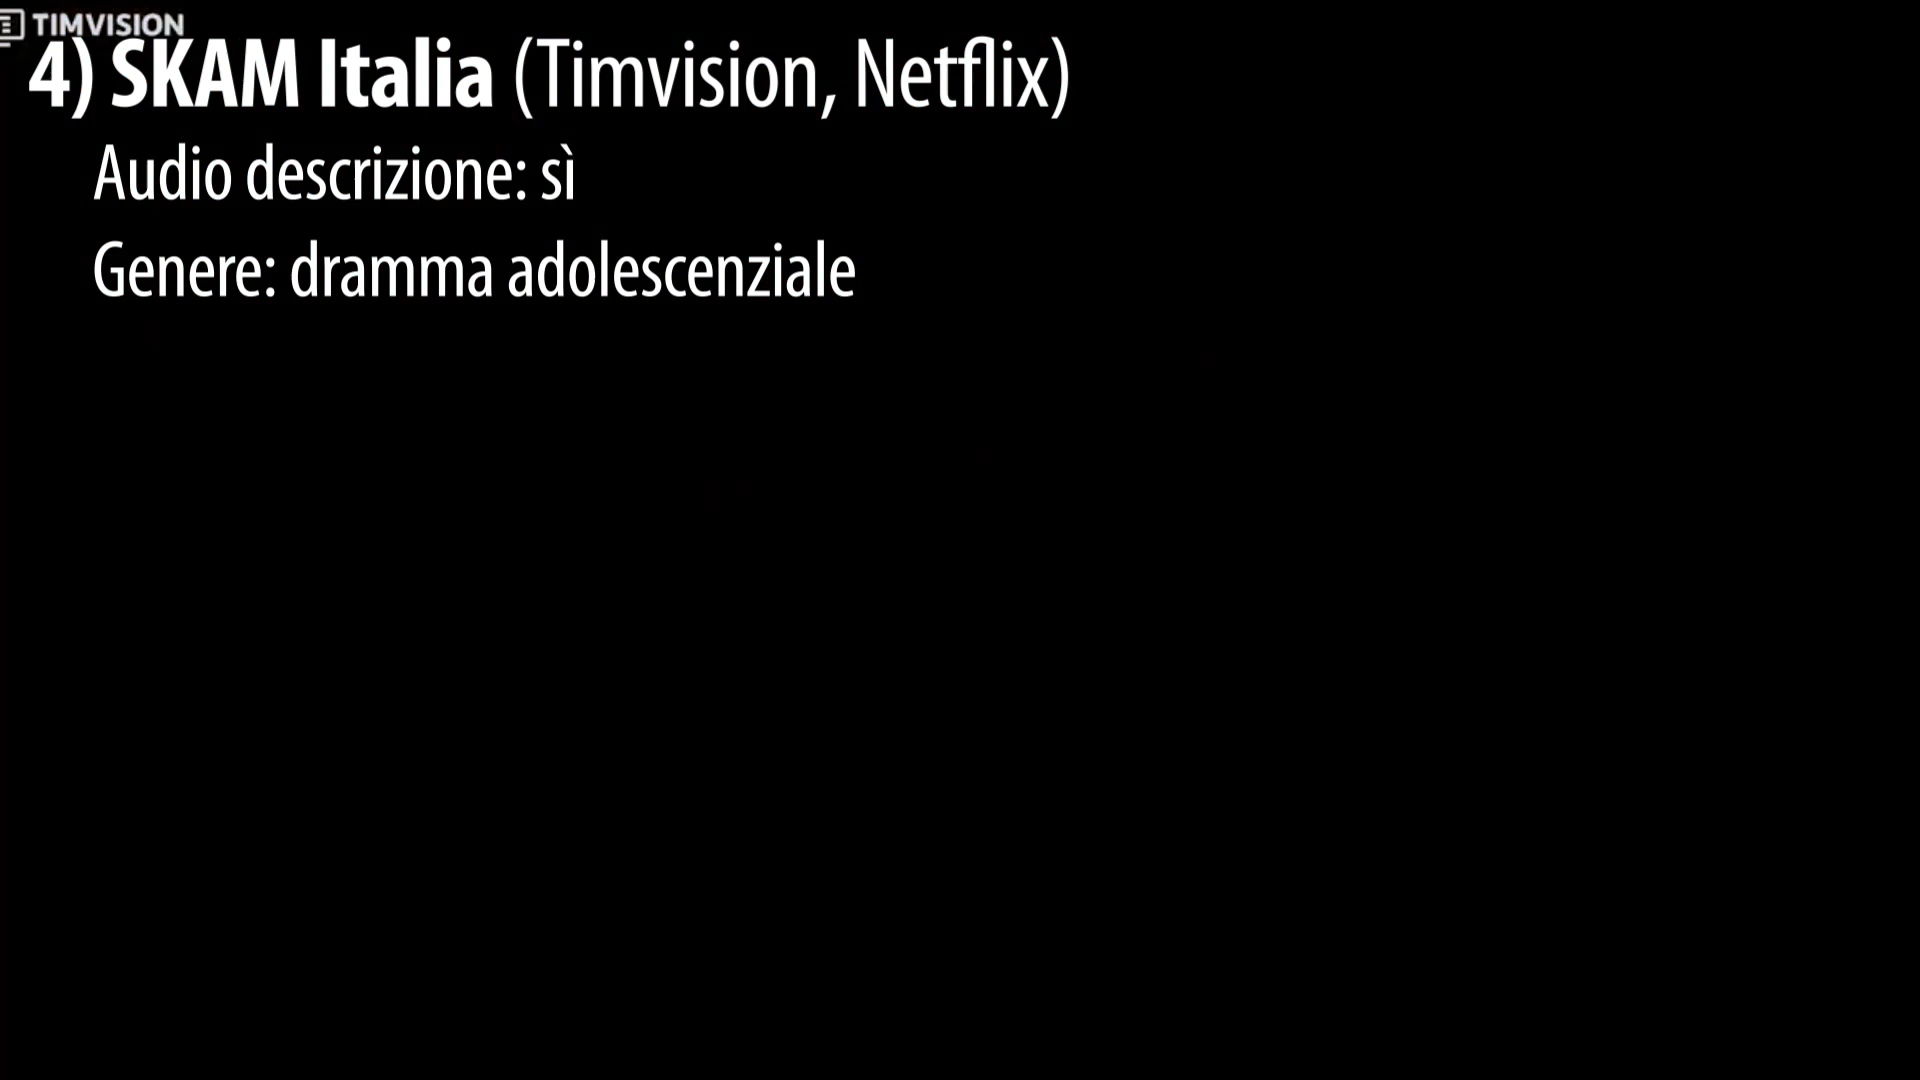 TIMVISION
4) SKAM Italia (Timvision, Netflix)
Audio descrizione: sì
Genere: dramma adolescenziale